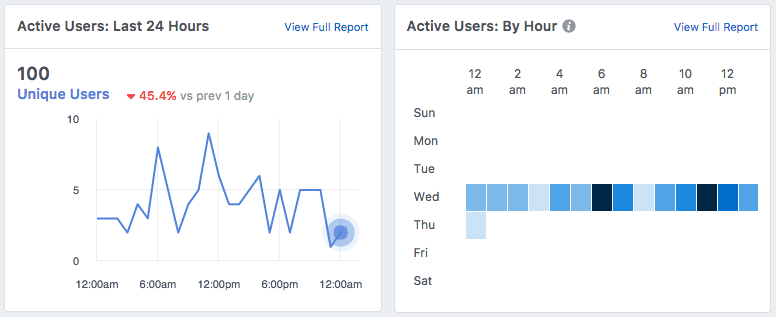 Active Users: Last 24 Hours
View Full Report
100
Unique Users
45.4% vs prev 1 day
10
5
0
12:00am 6:00am 12:00pm 6:00pm 12:00am
Active Users: By Hour i
View Full Report
12 2 4 6 8 10 12
am am am am am am pm
Sun
Mon
Tue
Wed
Thu
Fri
Sat